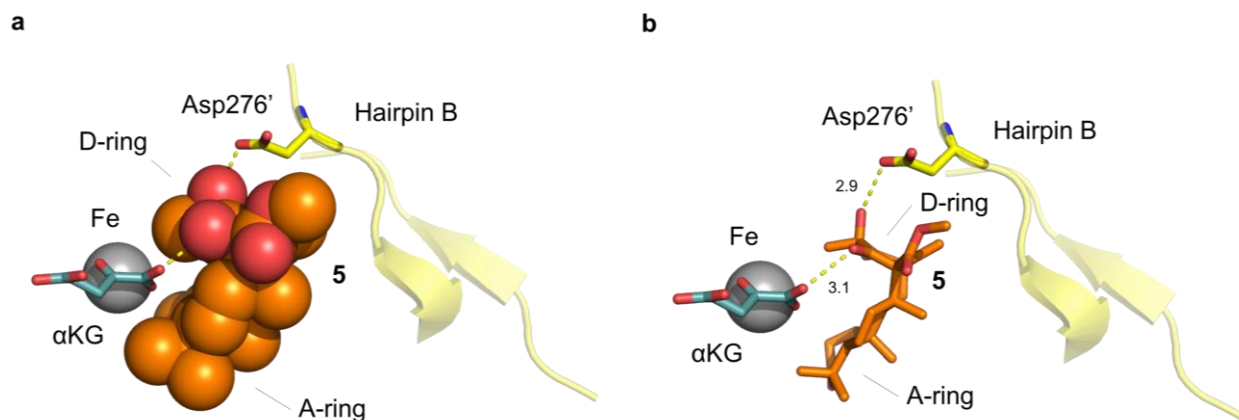 a
Asp276’
Hairpin B
D-ring
Fe
5
αKG
A-ring
b
Asp276’
Hairpin B
2.9
D-ring
Fe
5
3.1
αKG
A-ring